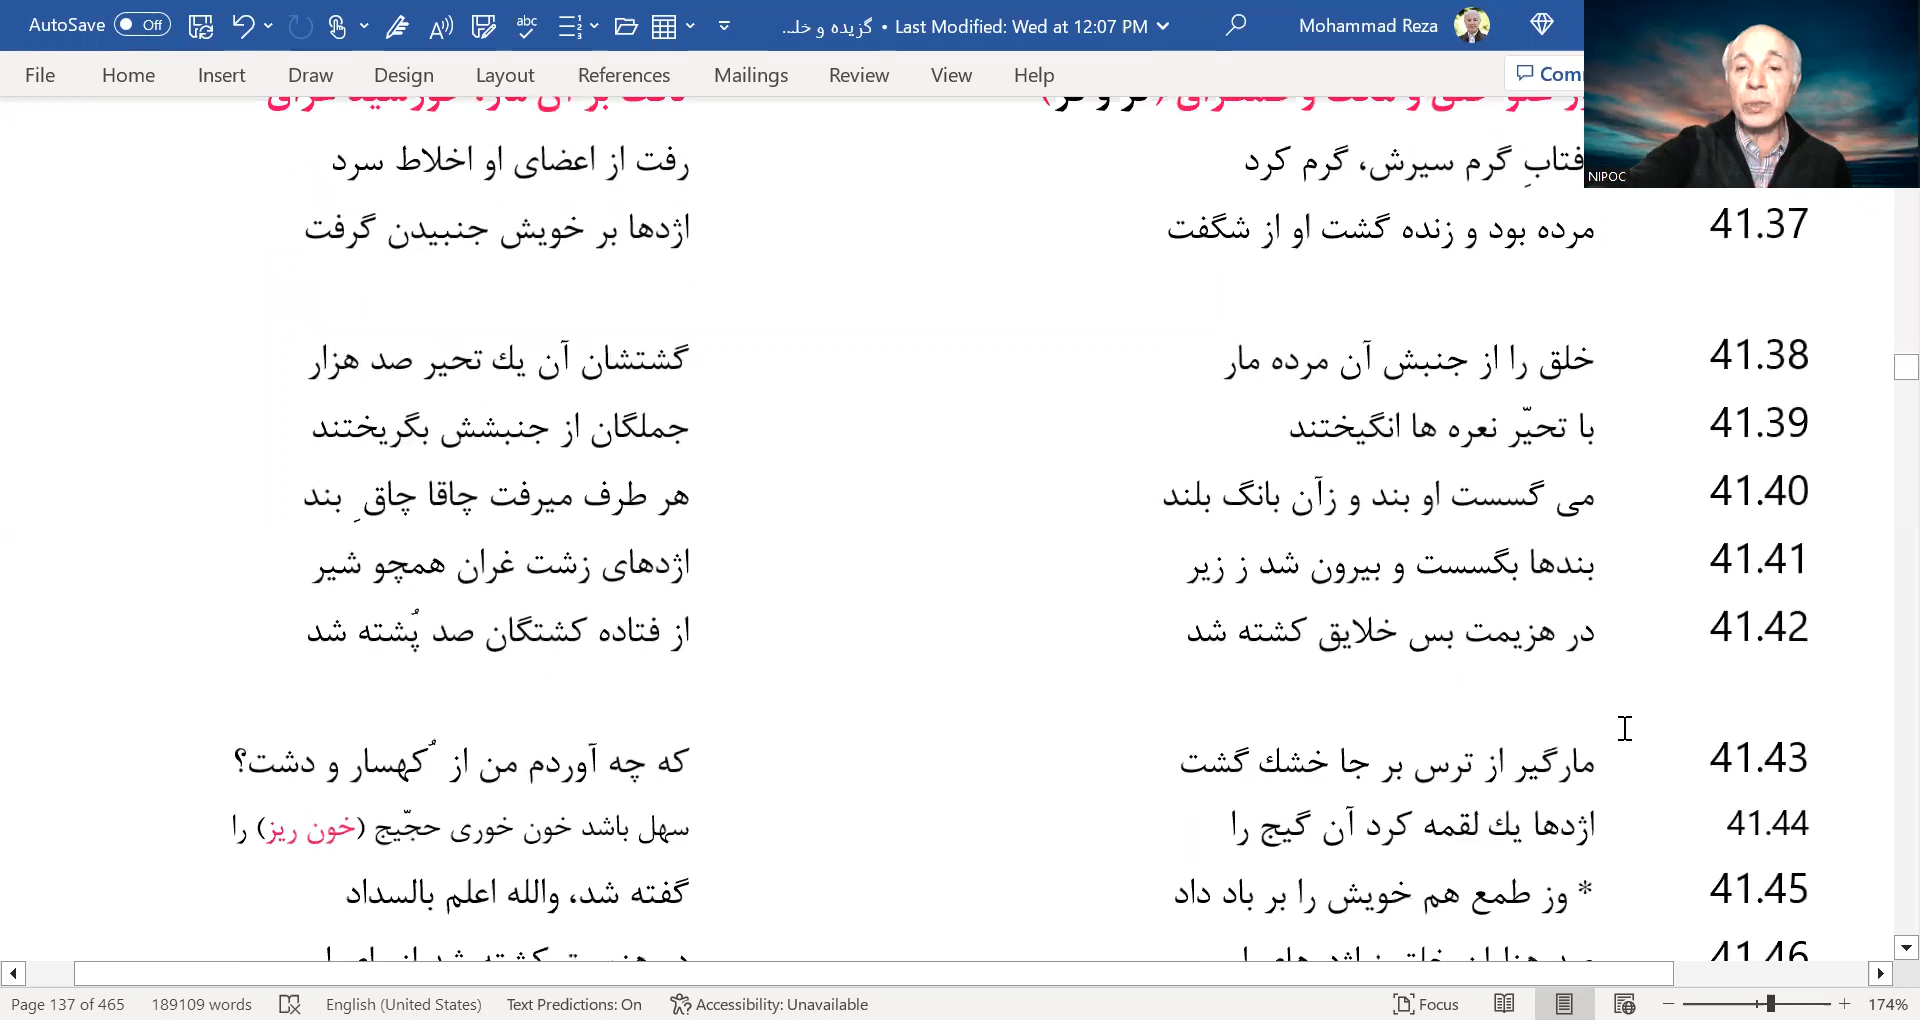 AutoSave Off گزیده و خلـ... • Last Modified: Wed at 12:07 PM Mohammad Reza
File Home Insert Draw Design Layout References Mailings Review View Help Comm
NIPOC
گرم سیرش، گرم کرد رفت از اعضای او اخلاط سرد
41.37 مرده بود و زنده گشت او از شگفت اژدها بر خویش جنبیدن گرفت
41.38 خلق را از جنبش آن مرده مار گشتشان آن يك تحیر صد هزار
41.39 با تحیّر نعره ها انگیختند جملگان از جنبشش بگریختند
41.40 می گسست او بند و زآن بانگ بلند هر طرف میرفت چاقا چاقِ بند
41.41 بندها بگسست و بیرون شد ز زیر اژدهای زشت غران همچو شیر
41.42 در هزیمت بس خلایق کشته شد از فتاده کشتگان صد پُشته شد
41.43 مارگیر از ترس بر جا خشك گشت که چه آوردم من از ُکهسار و دشت؟
41.44 اژدها يك لقمه کرد آن گیج را سهل باشد خون خوری حجّیج (خون ریز) را
41.45 * وز طمع هم خویش را بر باد داد گفته شد، والله اعلم بالسداد
41.46
Page 137 of 465 189109 words English (United States) Text Predictions: On Accessibility: Unavailable Focus 174%